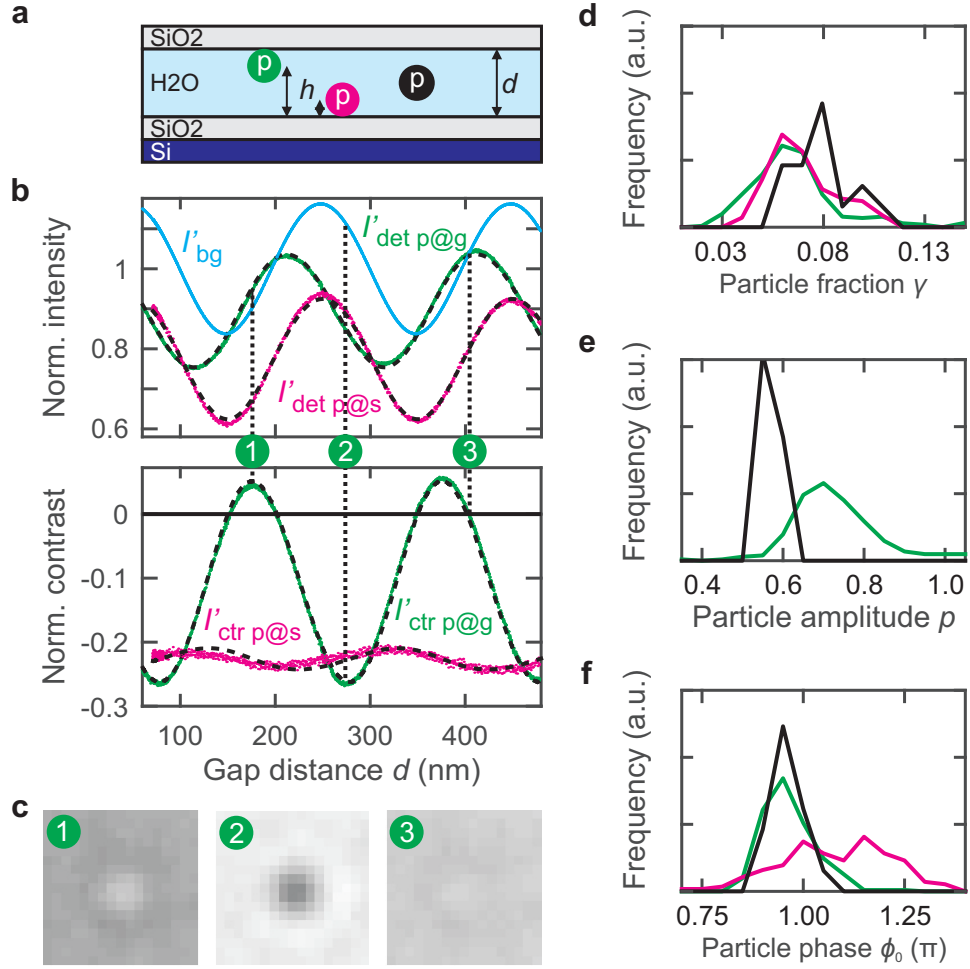 a
SiO2
H2O
p
p
p
h
d
SiO2
Si
b
Norm. intensity
1
0.8
0.6
I'bg
I'det p@g
I'det p@s
1
2
3
Norm. contrast
0
-0.1
-0.2
-0.3
I'ctr p@s
I'ctr p@g
100
200
300
400
Gap distance d (nm)
c
1
2
3
d
Frequency (a.u.)
0.03
0.08
0.13
Particle fraction γ
e
Frequency (a.u.)
0.4
0.6
0.8
1.0
Particle amplitude p
f
Frequency (a.u.)
0.75
1.00
1.25
Particle phase ϕ₀ (π)